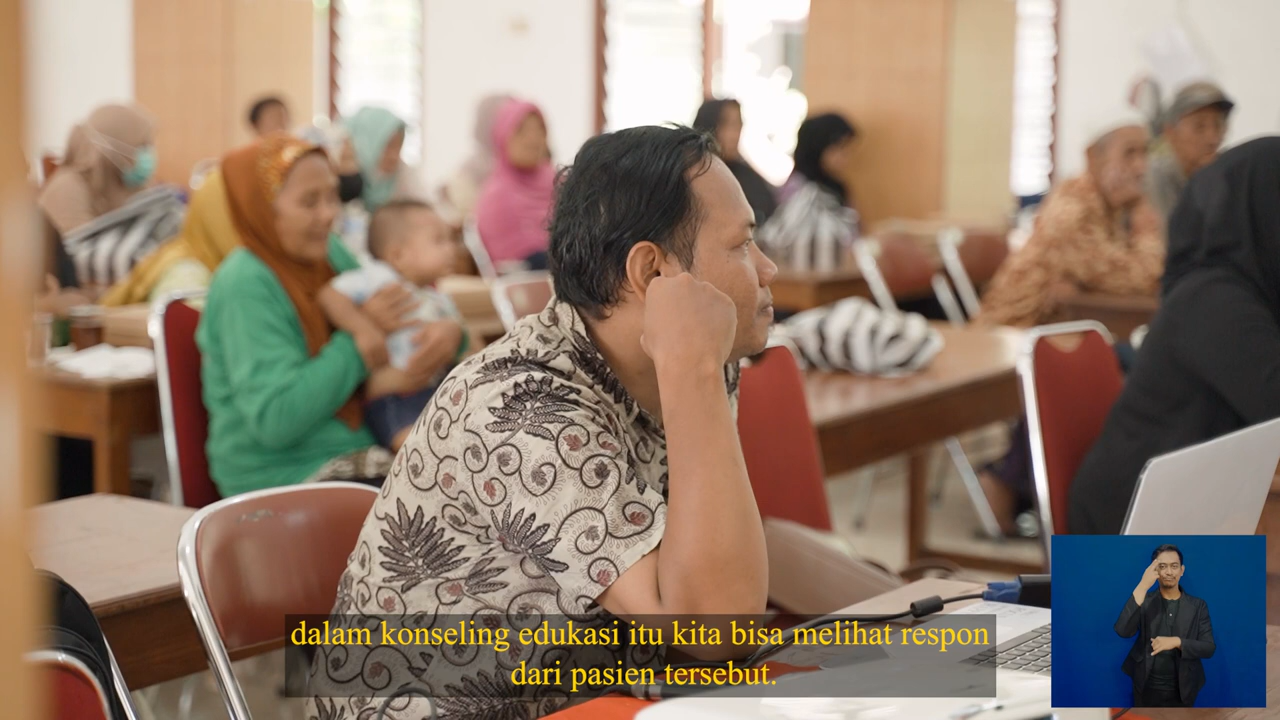 dalam konseling edukasi itu kita bisa melihat respon
dari pasien tersebut.